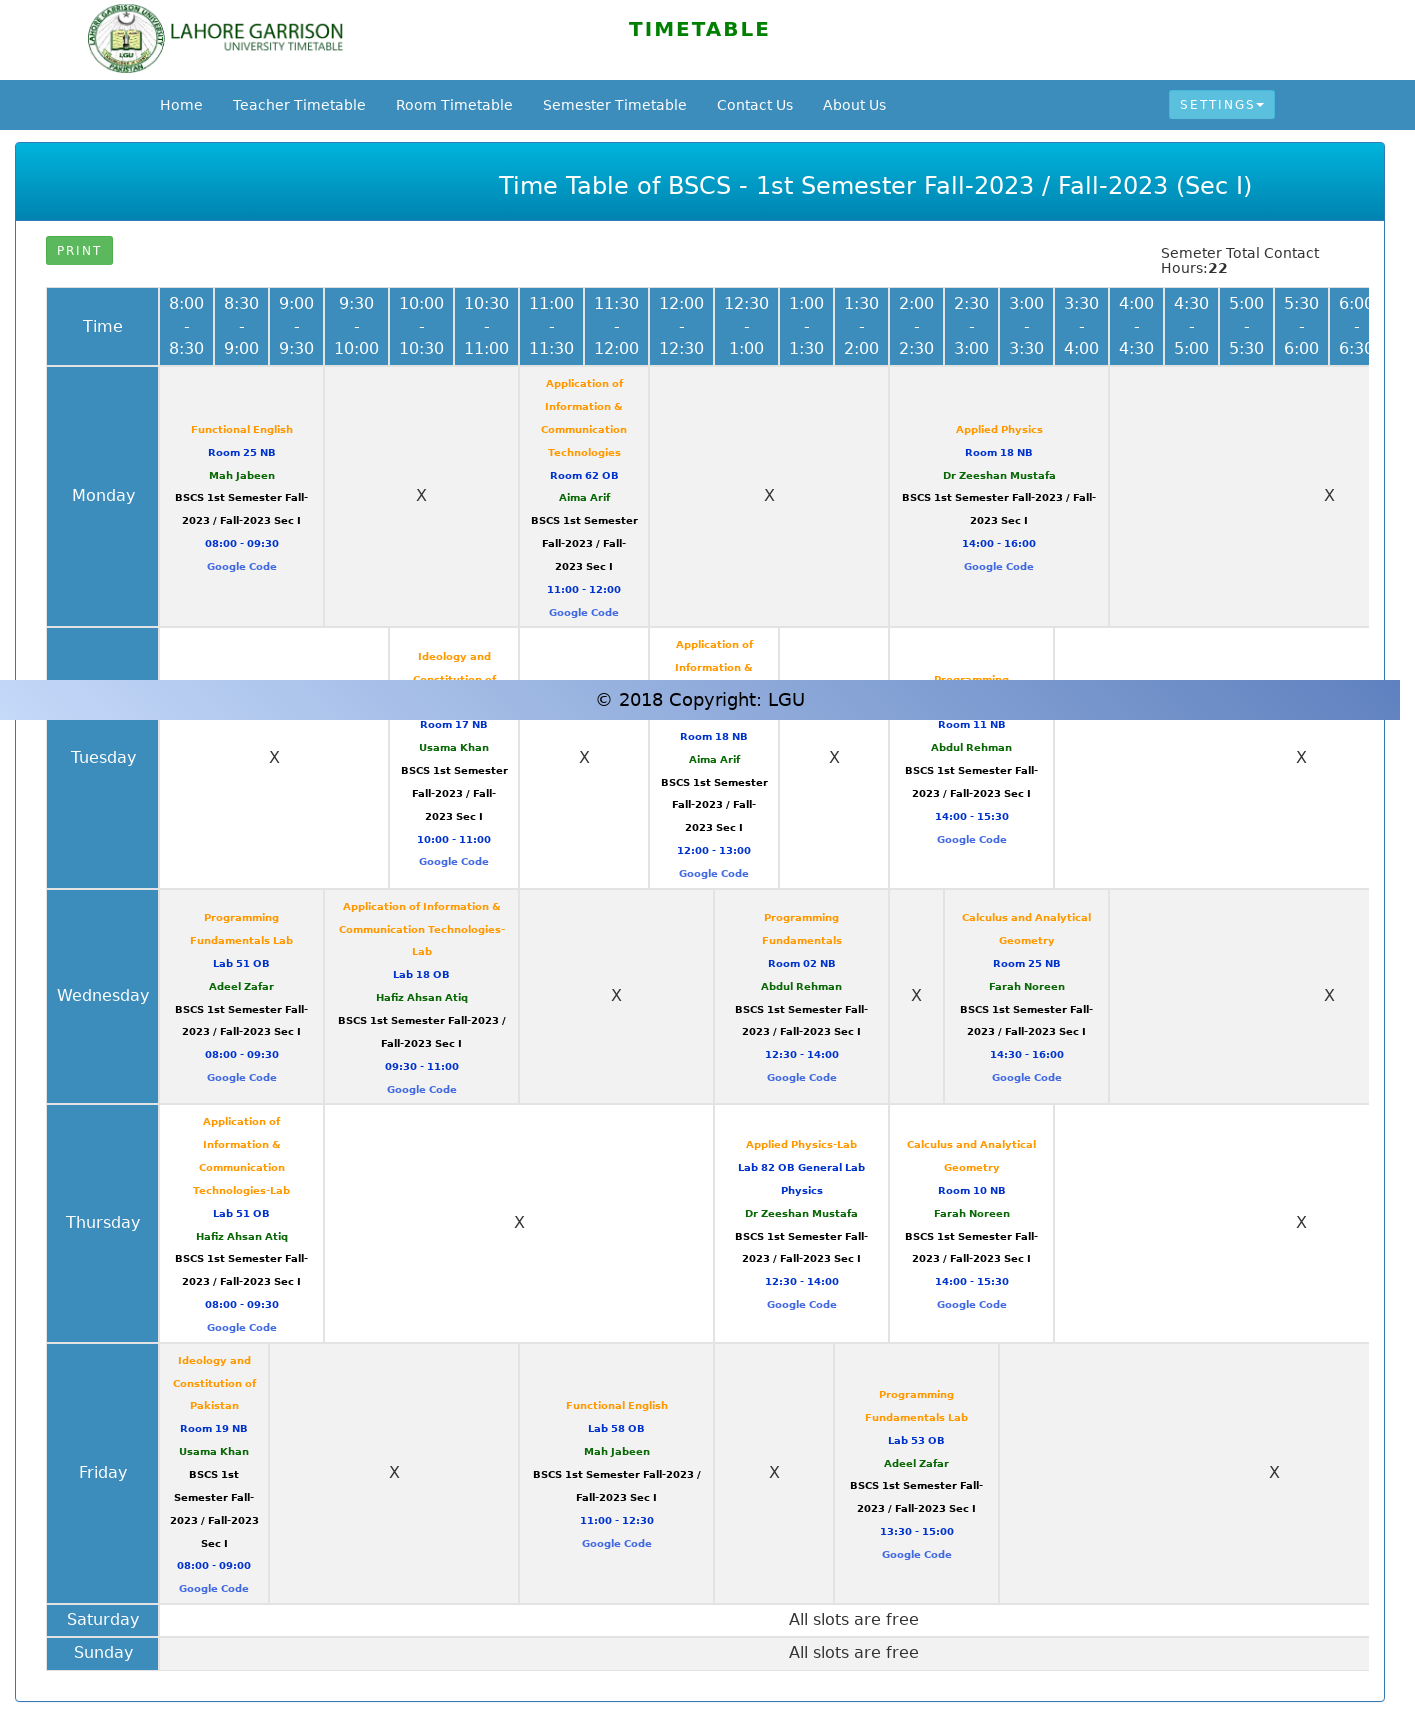 LAHORE GARRISON
UNIVERSITY TIMETABLE
LGU
PAKISTAN
TIMETABLE
Home Teacher Timetable Room Timetable Semester Timetable Contact Us About Us SETTINGS
Time Table of BSCS - 1st Semester Fall-2023 / Fall-2023 (Sec I)
PRINT
Semeter Total Contact
Hours:22
Time
8:00 - 8:30
8:30 - 9:00
9:00 - 9:30
9:30 - 10:00
10:00 - 10:30
10:30 - 11:00
11:00 - 11:30
11:30 - 12:00
12:00 - 12:30
12:30 - 1:00
1:00 - 1:30
1:30 - 2:00
2:00 - 2:30
2:30 - 3:00
3:00 - 3:30
3:30 - 4:00
4:00 - 4:30
4:30 - 5:00
5:00 - 5:30
5:30 - 6:00
6:00 - 6:30
Monday
Functional English
Room 25 NB
Mah Jabeen
BSCS 1st Semester Fall-
2023 / Fall-2023 Sec I
08:00 - 09:30
Google Code
X
Application of
Information &
Communication
Technologies
Room 62 OB
Aima Arif
BSCS 1st Semester
Fall-2023 / Fall-
2023 Sec I
11:00 - 12:00
Google Code
X
Applied Physics
Room 18 NB
Dr Zeeshan Mustafa
BSCS 1st Semester Fall-2023 / Fall-
2023 Sec I
14:00 - 16:00
Google Code
X
Tuesday
X
Ideology and
Constitution of
Room 17 NB
Usama Khan
BSCS 1st Semester
Fall-2023 / Fall-
2023 Sec I
10:00 - 11:00
Google Code
X
Application of
Information &
Room 18 NB
Aima Arif
BSCS 1st Semester
Fall-2023 / Fall-
2023 Sec I
12:00 - 13:00
Google Code
X
Programming
Room 11 NB
Abdul Rehman
BSCS 1st Semester Fall-
2023 / Fall-2023 Sec I
14:00 - 15:30
Google Code
X
© 2018 Copyright: LGU
Wednesday
Programming
Fundamentals Lab
Lab 51 OB
Adeel Zafar
BSCS 1st Semester Fall-
2023 / Fall-2023 Sec I
08:00 - 09:30
Google Code
Application of Information &
Communication Technologies-
Lab
Lab 18 OB
Hafiz Ahsan Atiq
BSCS 1st Semester Fall-2023 /
Fall-2023 Sec I
09:30 - 11:00
Google Code
X
Programming
Fundamentals
Room 02 NB
Abdul Rehman
BSCS 1st Semester Fall-
2023 / Fall-2023 Sec I
12:30 - 14:00
Google Code
X
Calculus and Analytical
Geometry
Room 25 NB
Farah Noreen
BSCS 1st Semester Fall-
2023 / Fall-2023 Sec I
14:30 - 16:00
Google Code
X
Thursday
Application of
Information &
Communication
Technologies-Lab
Lab 51 OB
Hafiz Ahsan Atiq
BSCS 1st Semester Fall-
2023 / Fall-2023 Sec I
08:00 - 09:30
Google Code
X
Applied Physics-Lab
Lab 82 OB General Lab
Physics
Dr Zeeshan Mustafa
BSCS 1st Semester Fall-
2023 / Fall-2023 Sec I
12:30 - 14:00
Google Code
Calculus and Analytical
Geometry
Room 10 NB
Farah Noreen
BSCS 1st Semester Fall-
2023 / Fall-2023 Sec I
14:00 - 15:30
Google Code
X
Friday
Ideology and
Constitution of
Pakistan
Room 19 NB
Usama Khan
BSCS 1st
Semester Fall-
2023 / Fall-2023
Sec I
08:00 - 09:00
Google Code
X
Functional English
Lab 58 OB
Mah Jabeen
BSCS 1st Semester Fall-2023 /
Fall-2023 Sec I
11:00 - 12:30
Google Code
X
Programming
Fundamentals Lab
Lab 53 OB
Adeel Zafar
BSCS 1st Semester Fall-
2023 / Fall-2023 Sec I
13:30 - 15:00
Google Code
X
Saturday
All slots are free
Sunday
All slots are free